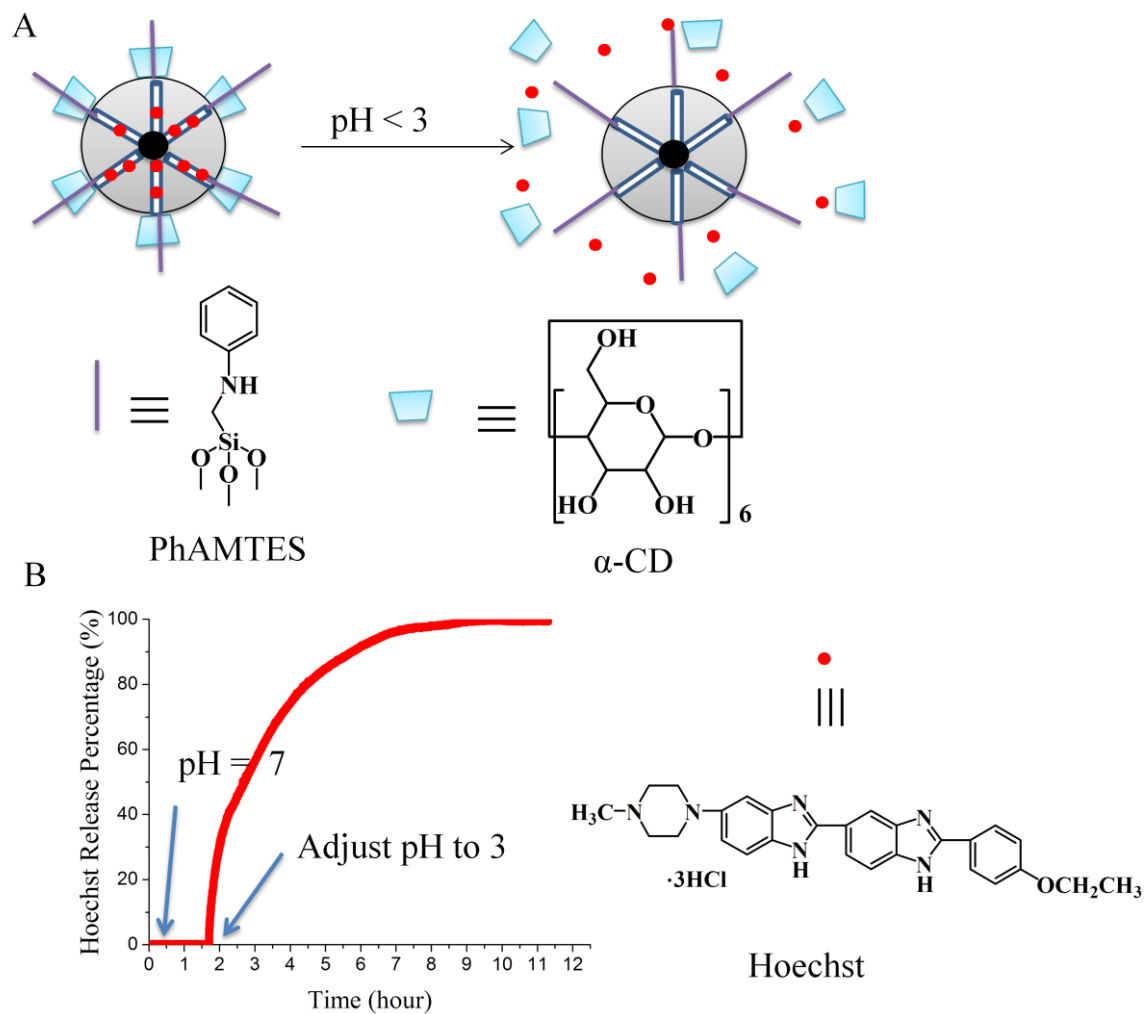 A
pH < 3
OH
O
O
HO
OH
6
NH
Si
O
O
O
PhAMTES
α-CD
B
Hoechst Release Percentage (%)
100
80
60
40
20
0
pH = 7
Adjust pH to 3
0 1 2 3 4 5 6 7 8 9 10 11 12
Time (hour)
H₃C
N
N
N
N
H
N
N
H
·3HCl
OCH₂CH₃
Hoechst